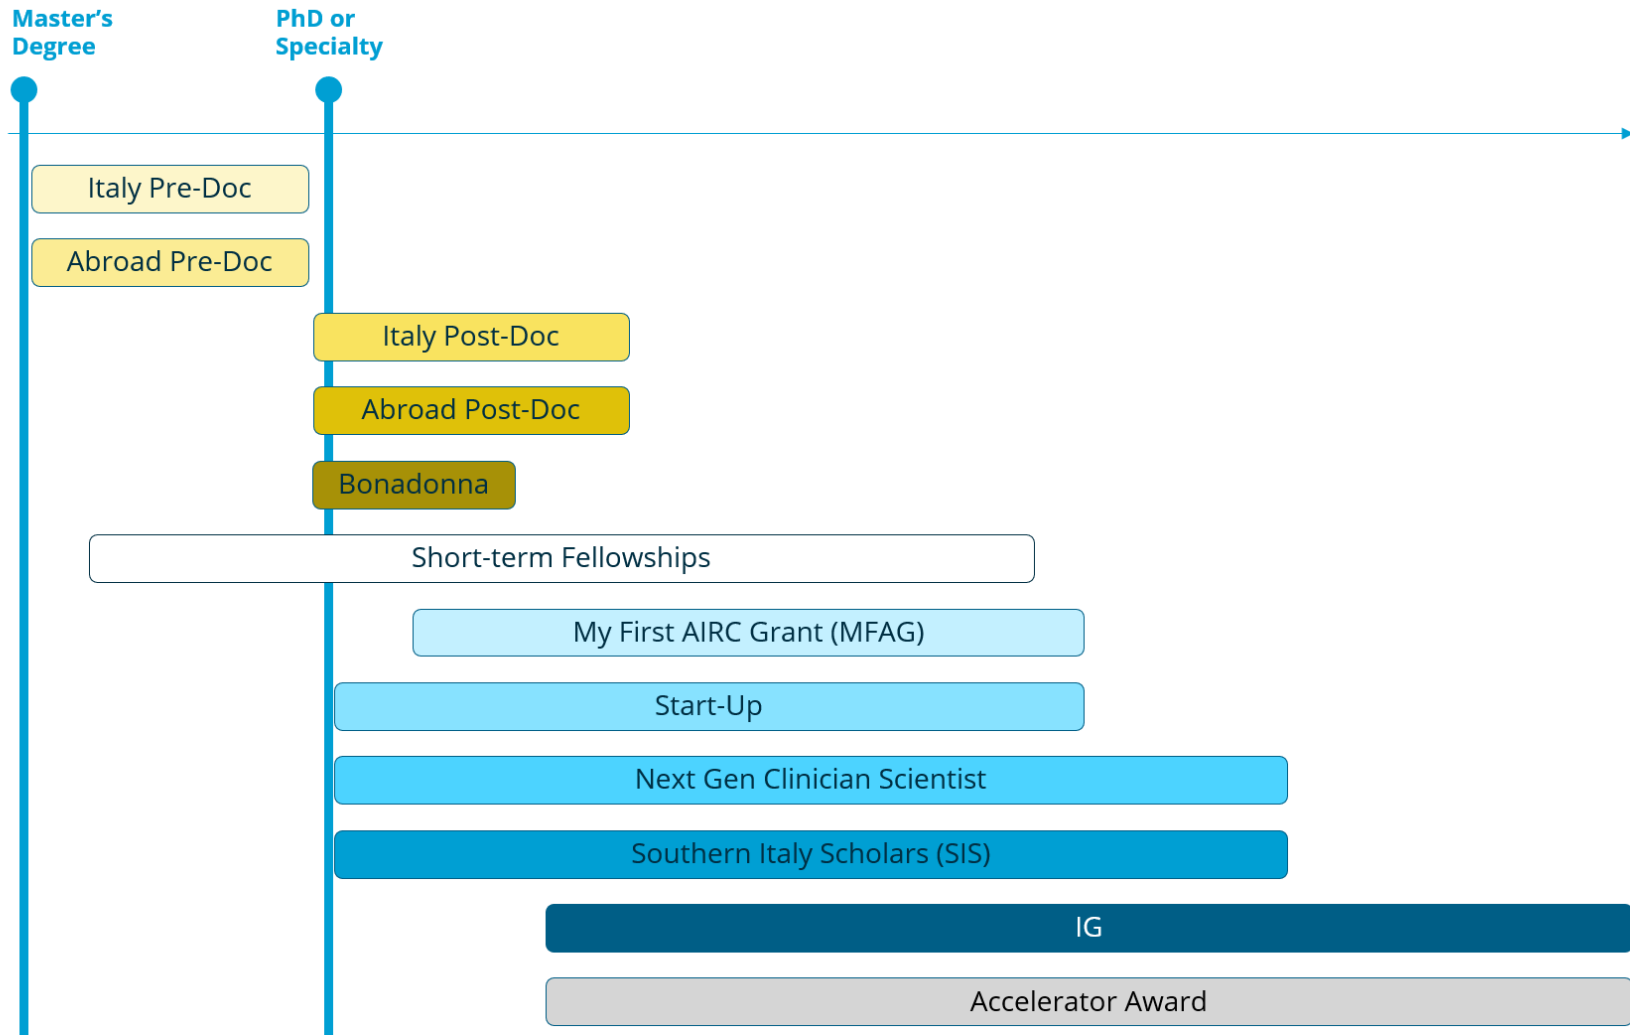 Master’s
Degree
PhD or
Specialty
Italy Pre-Doc
Abroad Pre-Doc
Italy Post-Doc
Abroad Post-Doc
Bonadonna
Short-term Fellowships
My First AIRC Grant (MFAG)
Start-Up
Next Gen Clinician Scientist
Southern Italy Scholars (SIS)
IG
Accelerator Award